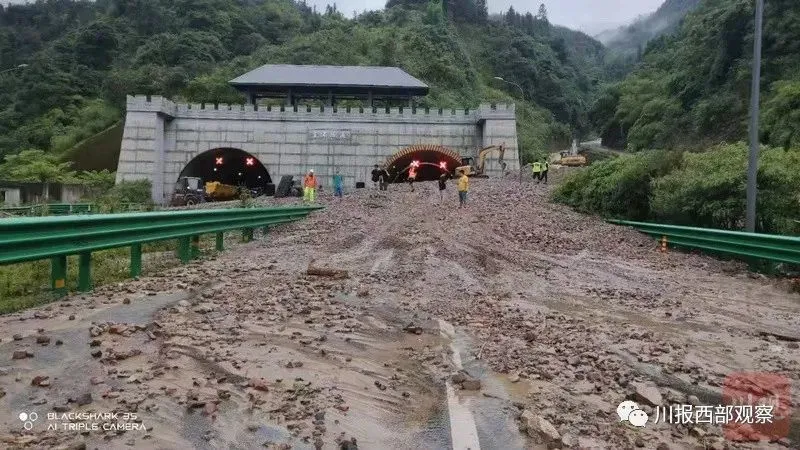 BLACKSHARK 3S
AI TRIPLE CAMERA
川报西部观察